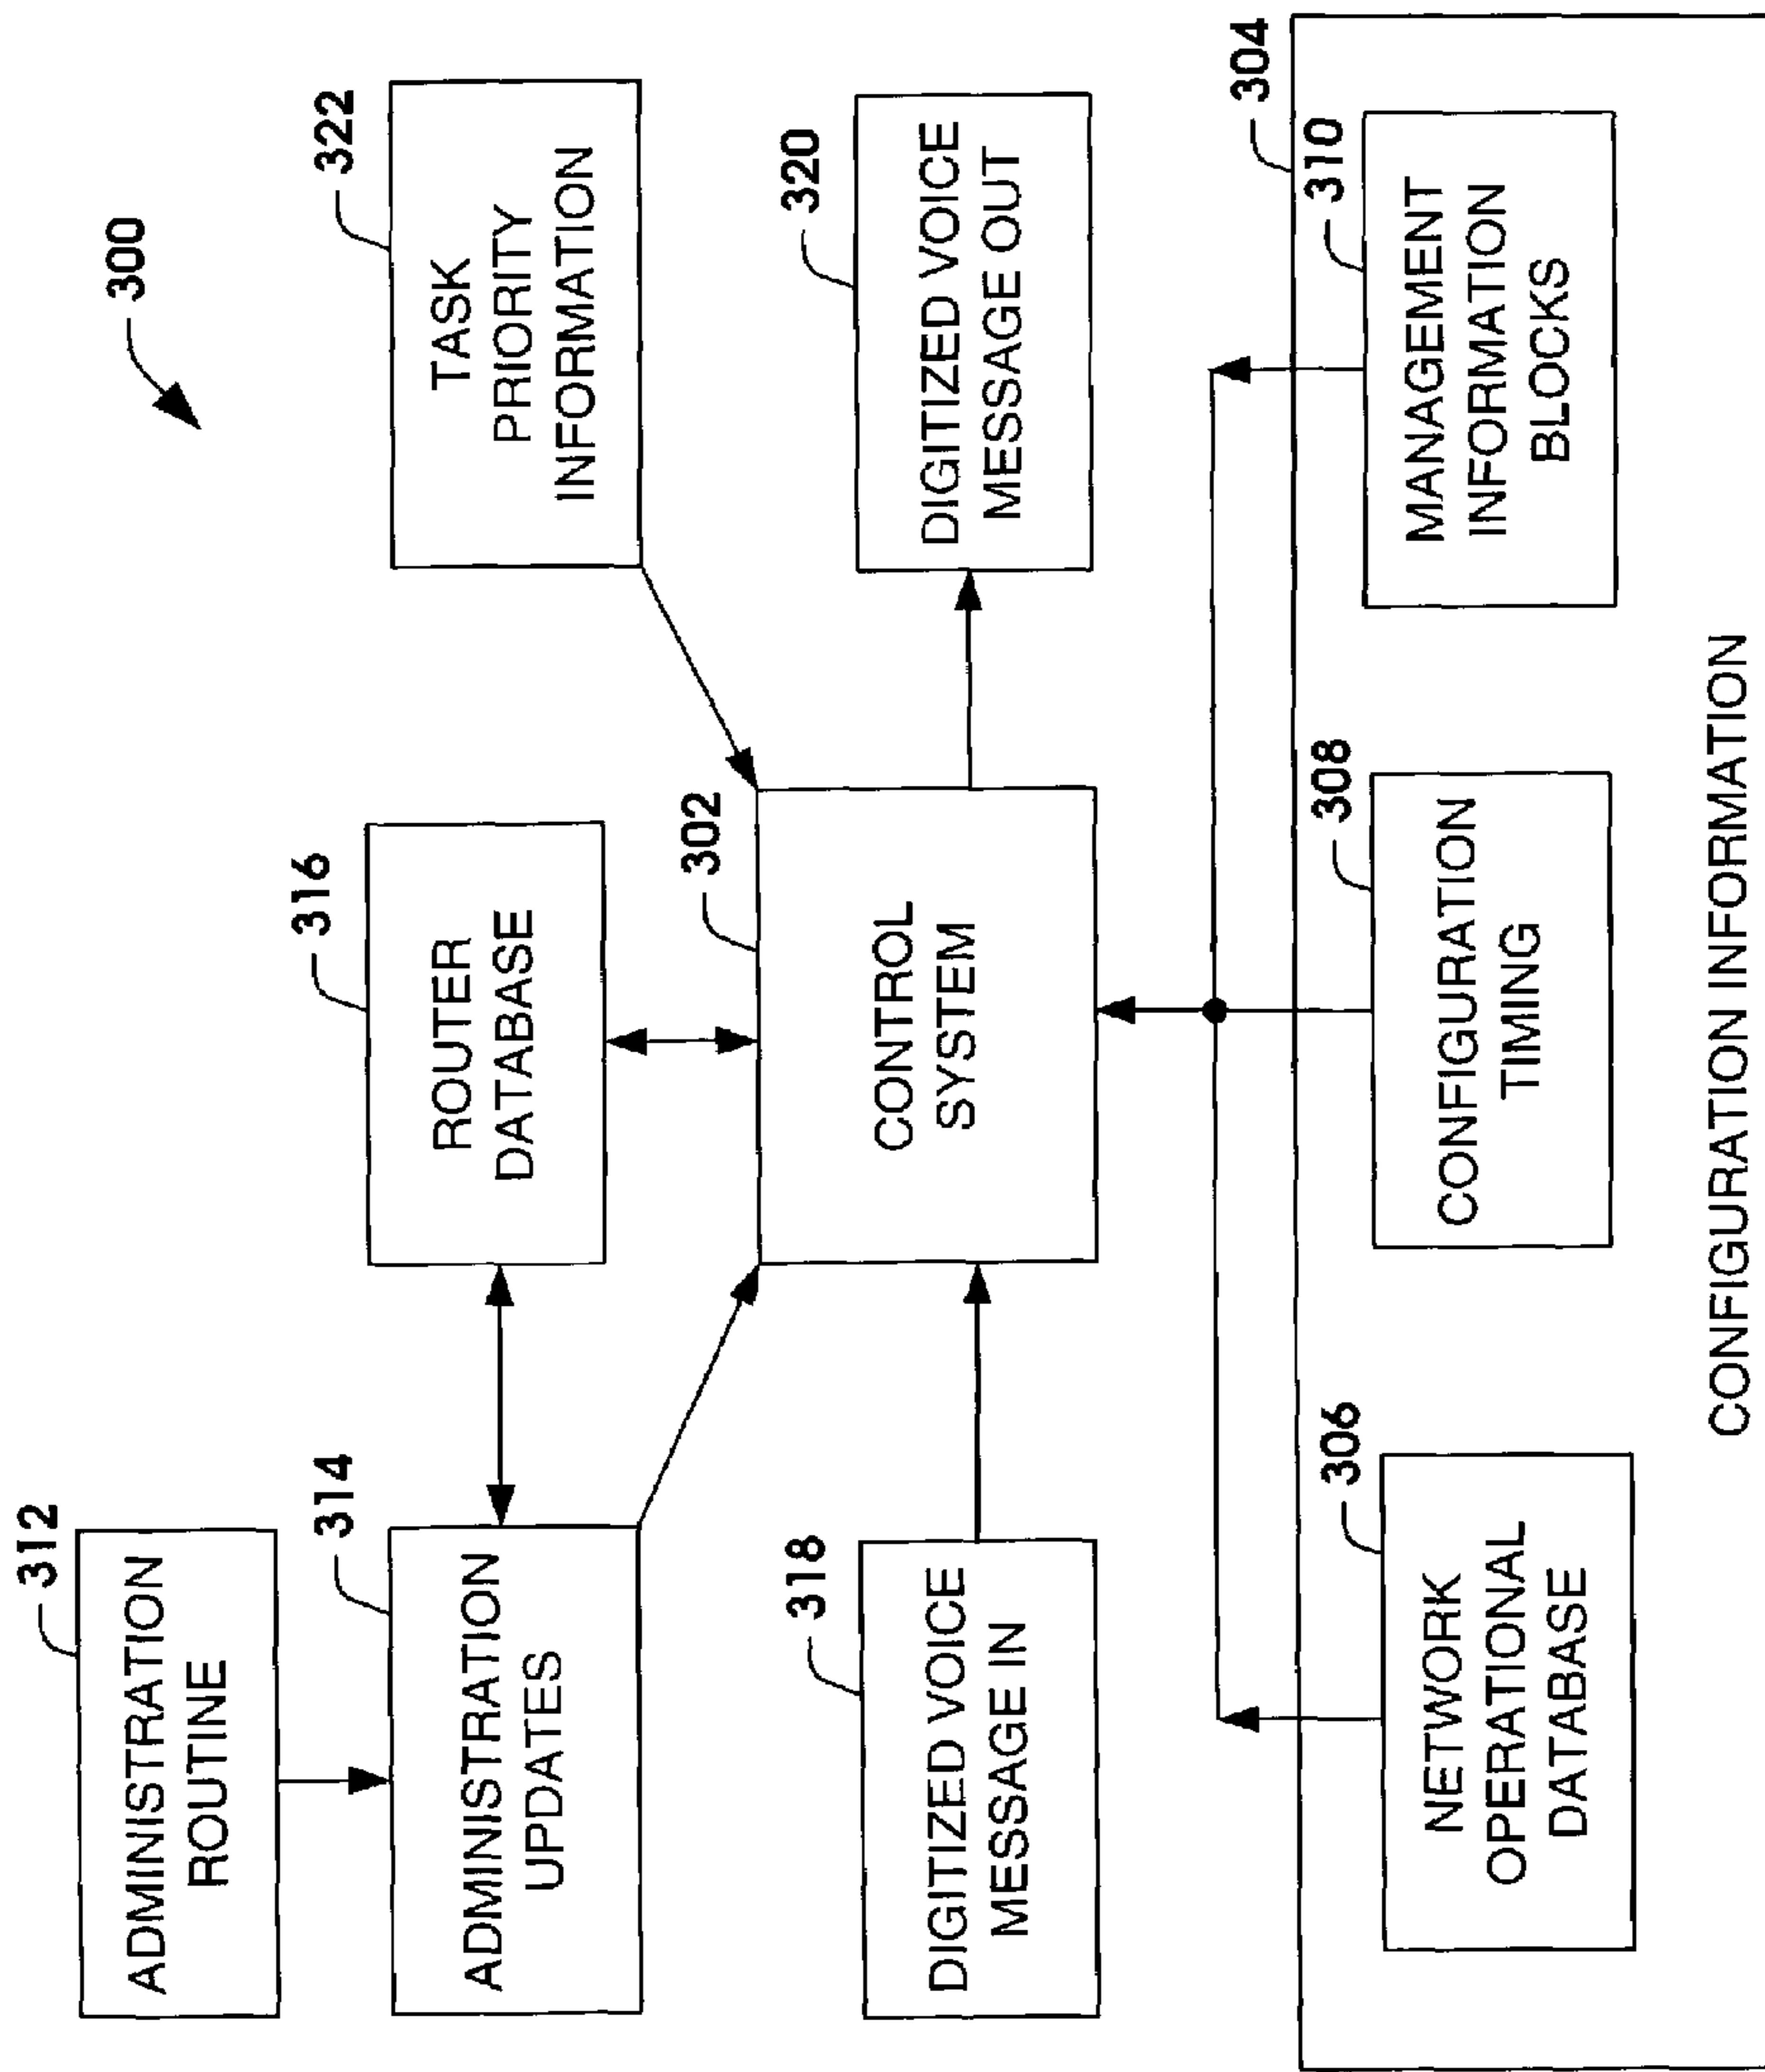 300
312
ADMINISTRATION
ROUTINE
314
ADMINISTRATION
UPDATES
316
ROUTER
DATABASE
322
TASK
PRIORITY
INFORMATION
318
DIGITIZED VOICE
MESSAGE IN
302
CONTROL
SYSTEM
320
DIGITIZED VOICE
MESSAGE OUT
304
306
NETWORK
OPERATIONAL
DATABASE
308
CONFIGURATION
TIMING
310
MANAGEMENT
INFORMATION
BLOCKS
CONFIGURATION INFORMATION